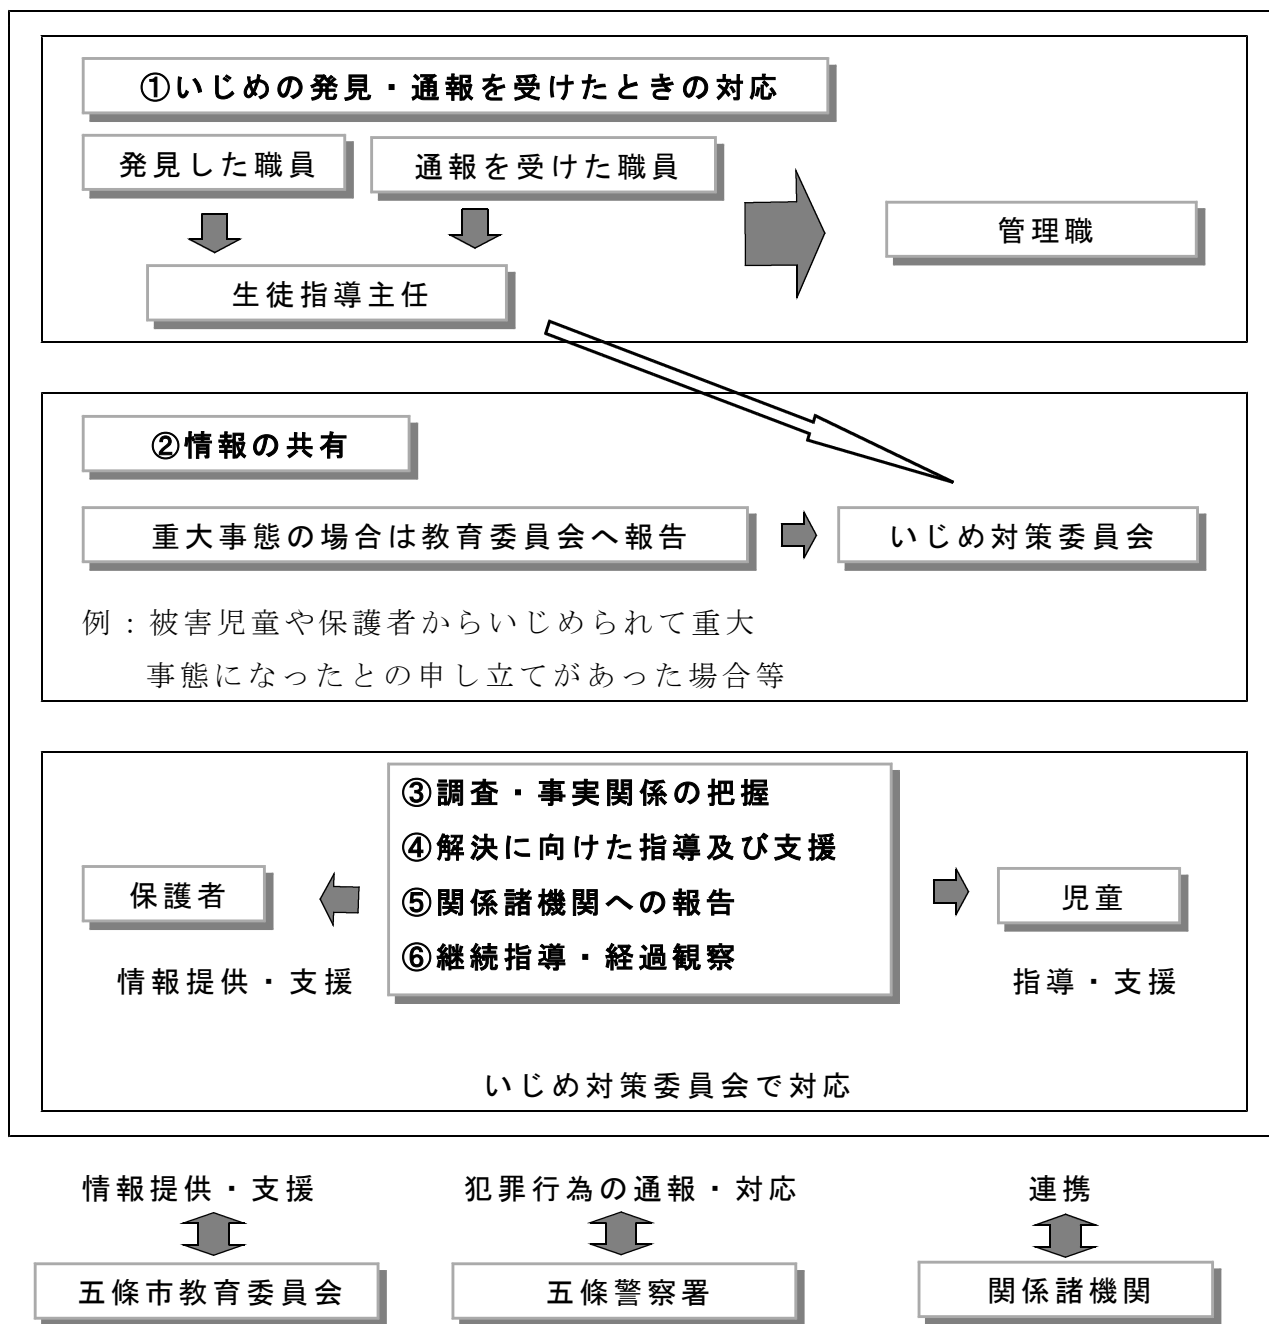 ①いじめの発見・通報を受けたときの対応
発見した職員
通報を受けた職員
管理職
生徒指導主任
②情報の共有
重大事態の場合は教育委員会へ報告
いじめ対策委員会
例：被害児童や保護者からいじめられて重大
事態になったとの申し立てがあった場合等
③調査・事実関係の把握
④解決に向けた指導及び支援
⑤関係諸機関への報告
⑥継続指導・経過観察
保護者
情報提供・支援
児童
指導・支援
いじめ対策委員会で対応
情報提供・支援
犯罪行為の通報・対応
連携
五條市教育委員会
五條警察署
関係諸機関